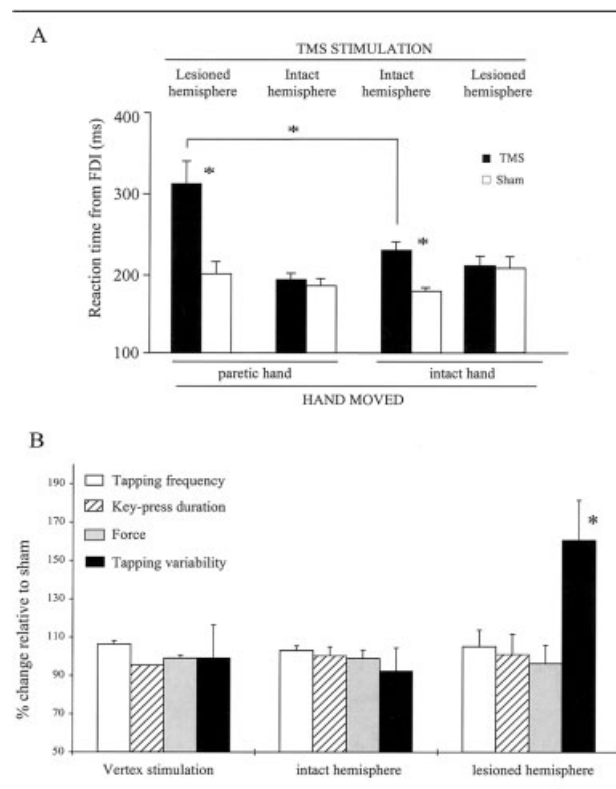 A
TMS STIMULATION
Lesioned Intact Intact Lesioned
hemisphere hemisphere hemisphere hemisphere
400
300
200
100
Reaction time from FDI (ms)
*
*
*
TMS
Sham
paretic hand intact hand
HAND MOVED
B
190
170
150
130
110
90
70
50
% change relative to sham
Tapping frequency
Key-press duration
Force
Tapping variability
*
Vertex stimulation intact hemisphere lesioned hemisphere